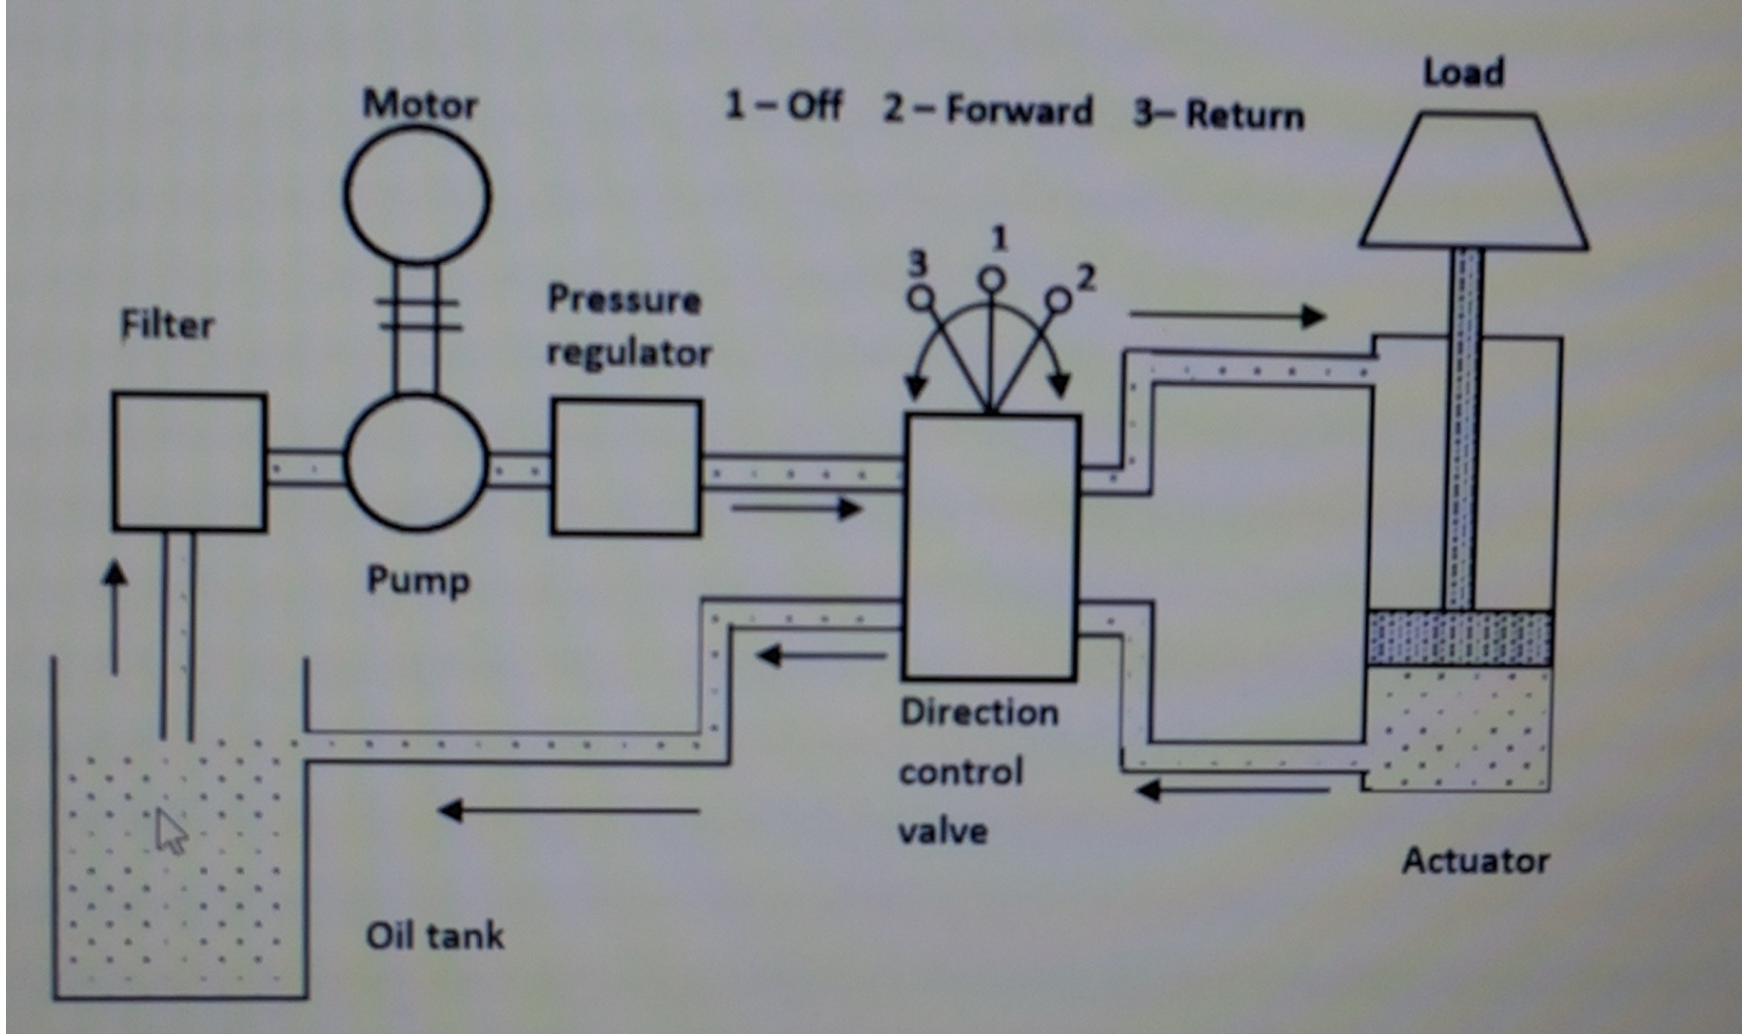 Load
Motor
1 – Off 2 – Forward 3– Return
1
3
2
Filter
Pressure
regulator
Pump
Direction
control
valve
Actuator
Oil tank